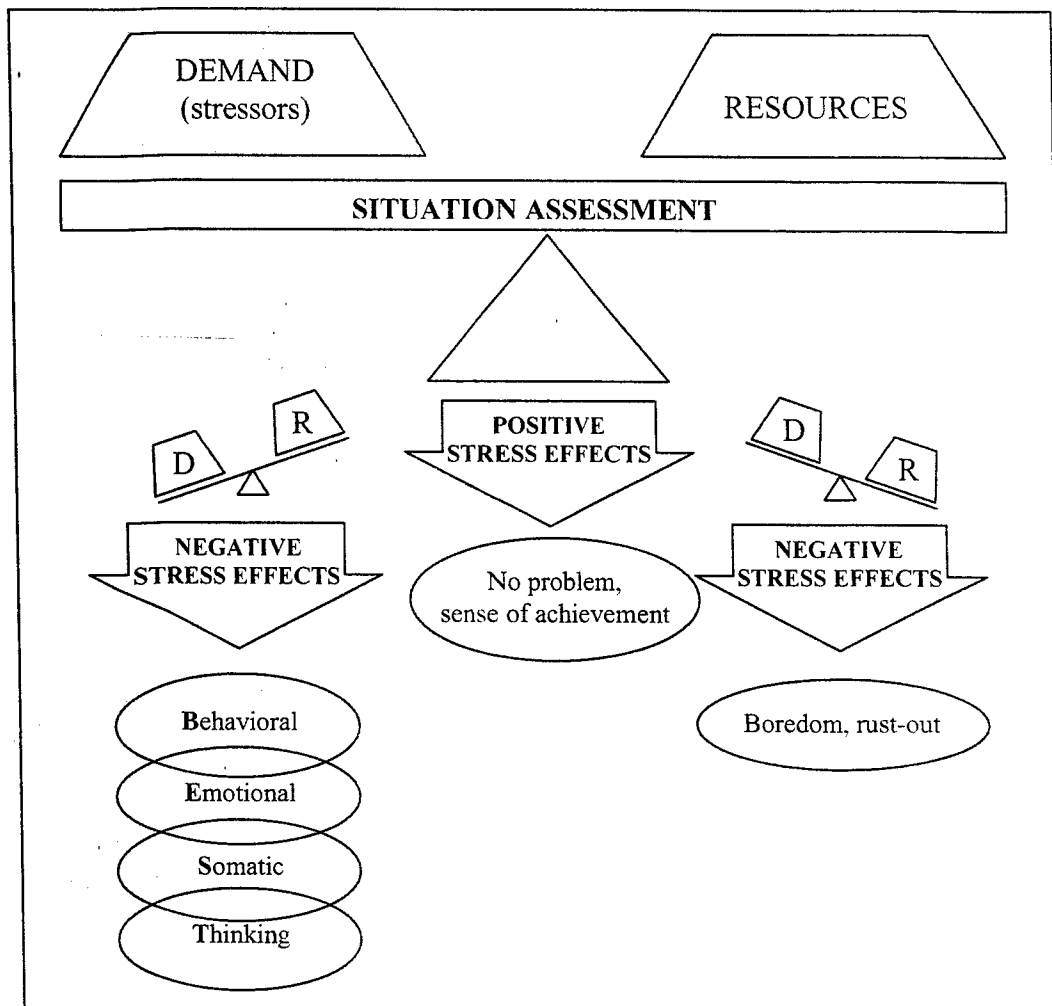 DEMAND
(stressors)
RESOURCES
SITUATION ASSESSMENT
D
R
NEGATIVE
STRESS EFFECTS
Behavioral
Emotional
Somatic
Thinking
POSITIVE
STRESS EFFECTS
No problem,
sense of achievement
D
R
NEGATIVE
STRESS EFFECTS
Boredom, rust-out